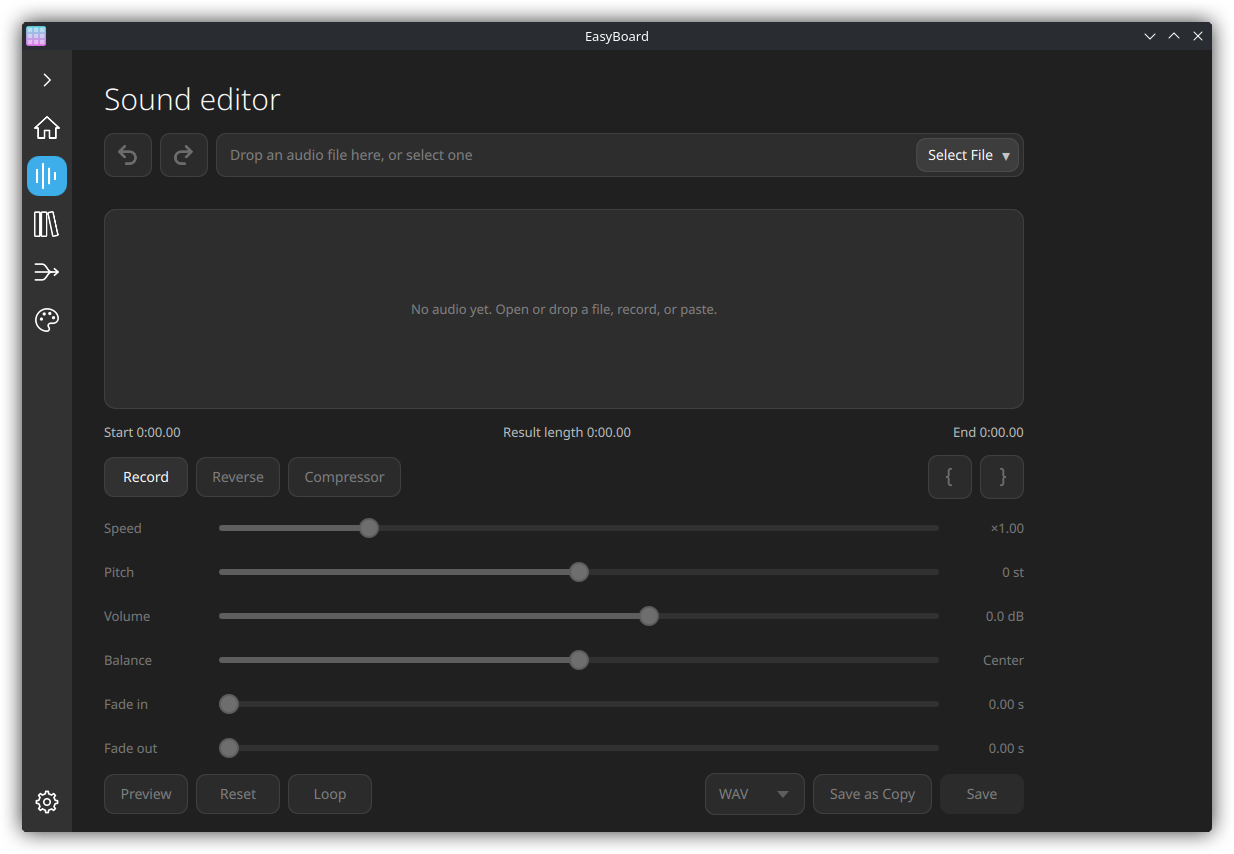 EasyBoard
Sound editor
Drop an audio file here, or select one
Select File ▾
No audio yet. Open or drop a file, record, or paste.
Start 0:00.00
Result length 0:00.00
End 0:00.00
Record
Reverse
Compressor
{
}
Speed
×1.00
Pitch
0 st
Volume
0.0 dB
Balance
Center
Fade in
0.00 s
Fade out
0.00 s
Preview
Reset
Loop
WAV
Save as Copy
Save